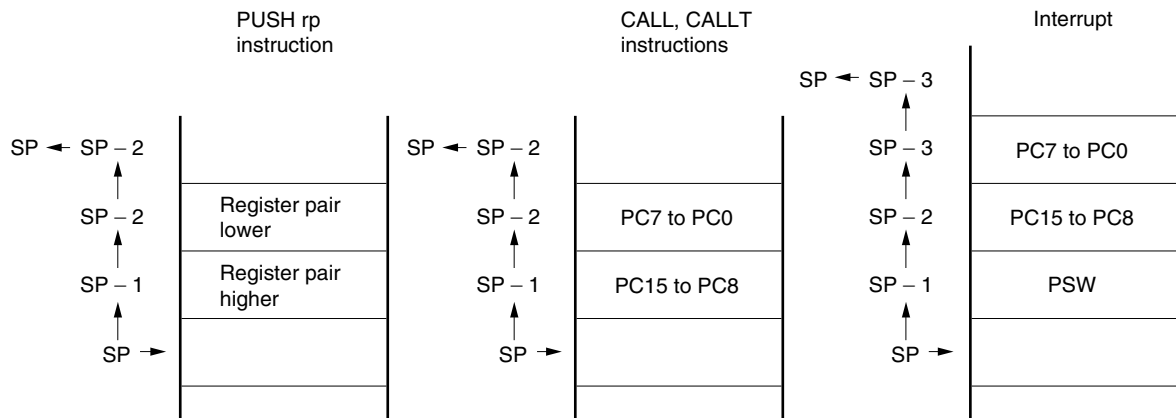 PUSH rp
instruction
SP ← SP – 2
SP – 2
Register pair
lower
SP – 1
Register pair
higher
SP
CALL, CALLT
instructions
SP ← SP – 2
SP – 2
PC7 to PC0
SP – 1
PC15 to PC8
SP
Interrupt
SP ← SP – 3
SP – 3
PC7 to PC0
SP – 2
PC15 to PC8
SP – 1
PSW
SP